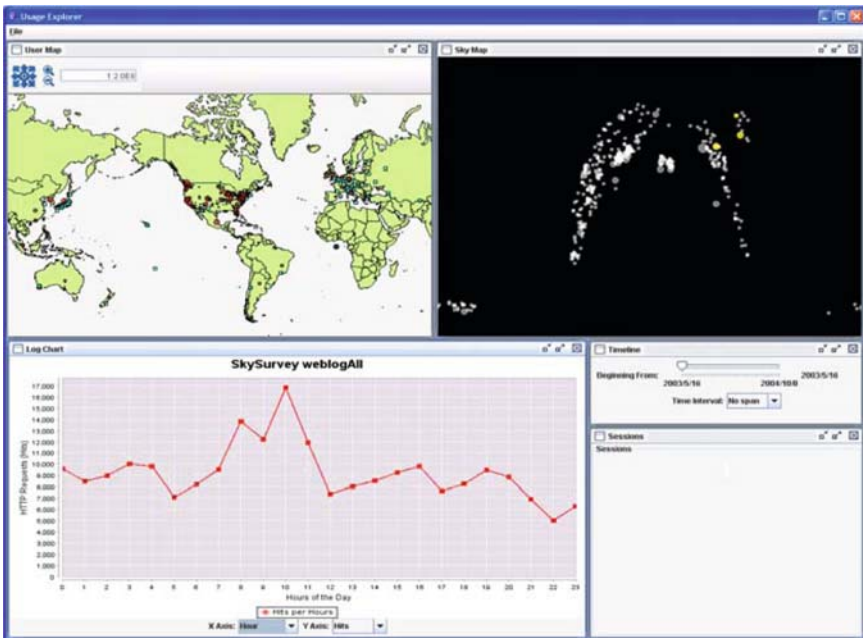 Usage Explorer
File
User Map
Sky Map
Log Chart
SkySurvey weblogAll
HTTP Requests [Hits]
17.000
16.000
15.000
14.000
13.000
12.000
11.000
10.000
9.000
8.000
7.000
6.000
5.000
4.000
3.000
2.000
1.000
0
0 1 2 3 4 5 6 7 8 9 10 11 12 13 14 15 16 17 18 19 20 21 22 23
Hours of the Day
Hits per Hours
X Axis: Hour Y Axis: Hits
Timeline
Beginning From: 2003/5/16
2003/5/16 2004/10/8
Time Interval: No span
Sessions
Sessions